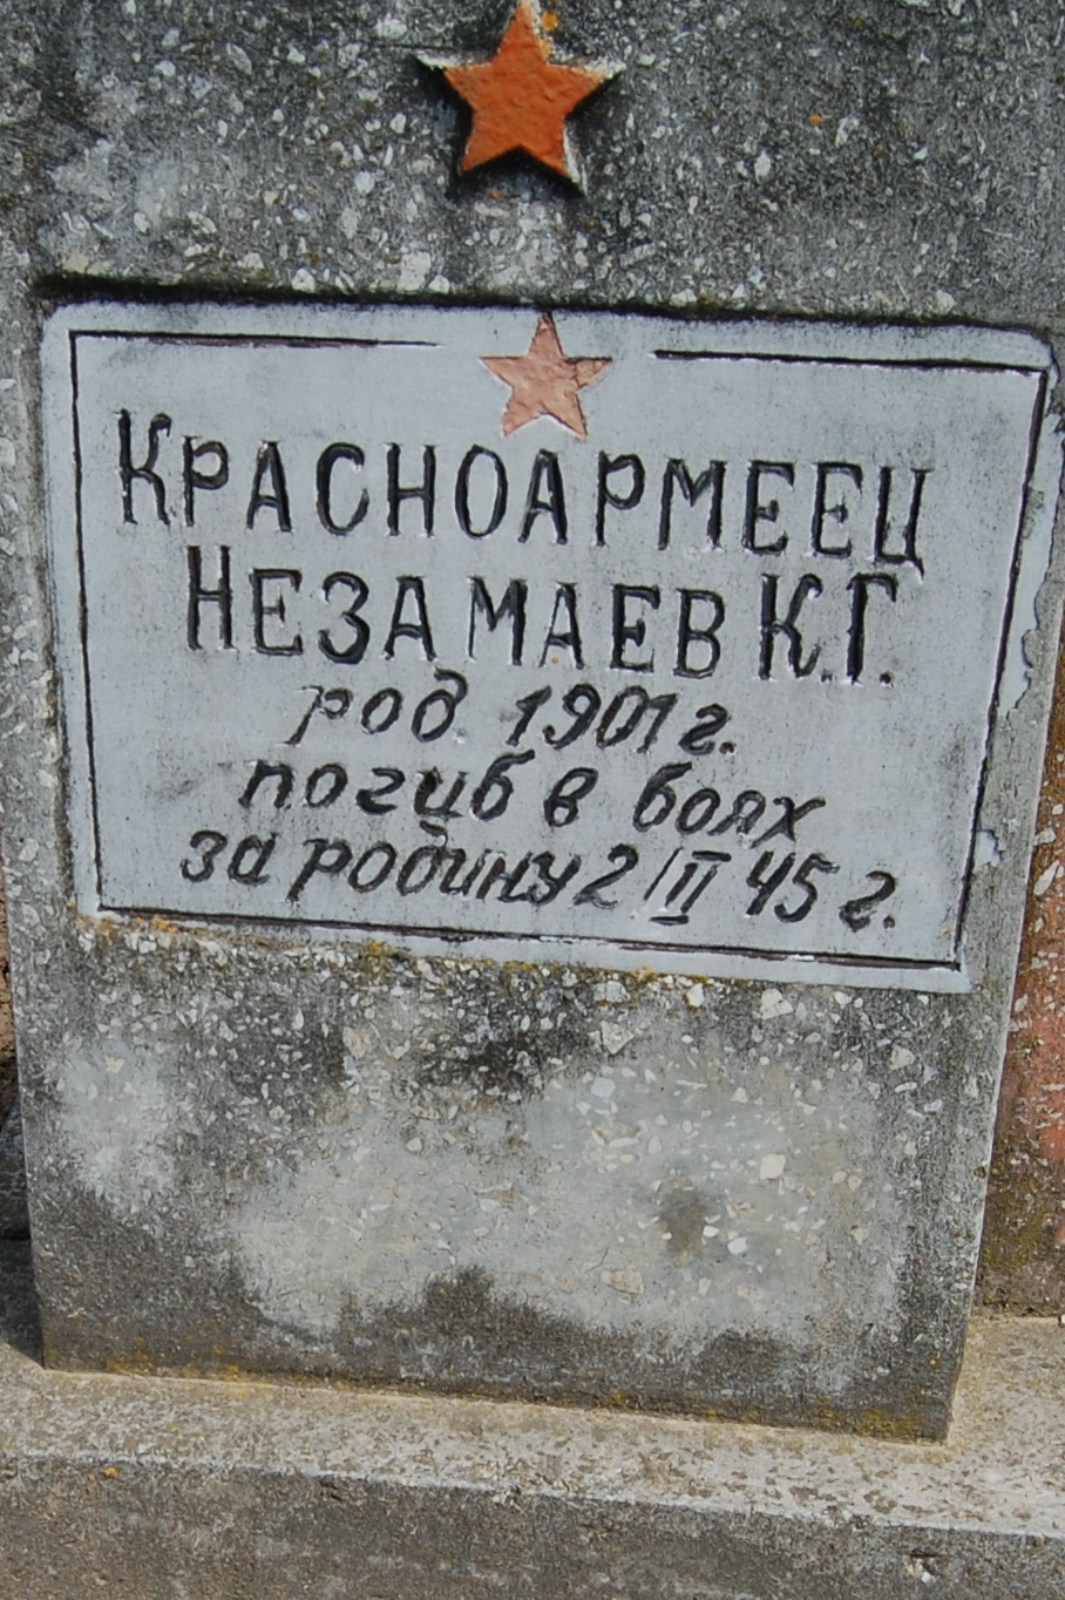 КРАСНОАРМЕЕЦ
НЕЗАМАЕВ К.Г.
род. 1901 г.
погиб в боях
за родину 2/II 45 г.